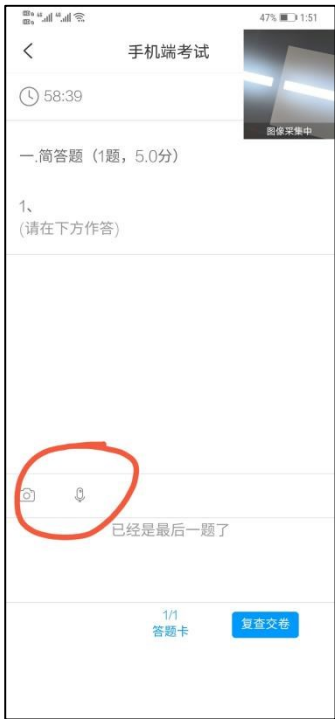 47% 1:51
手机端考试
58:39
图像采集中
一.简答题（1题，5.0分）
1、
(请在下方作答)
已经是最后一题了
1/1
答题卡
复查交卷